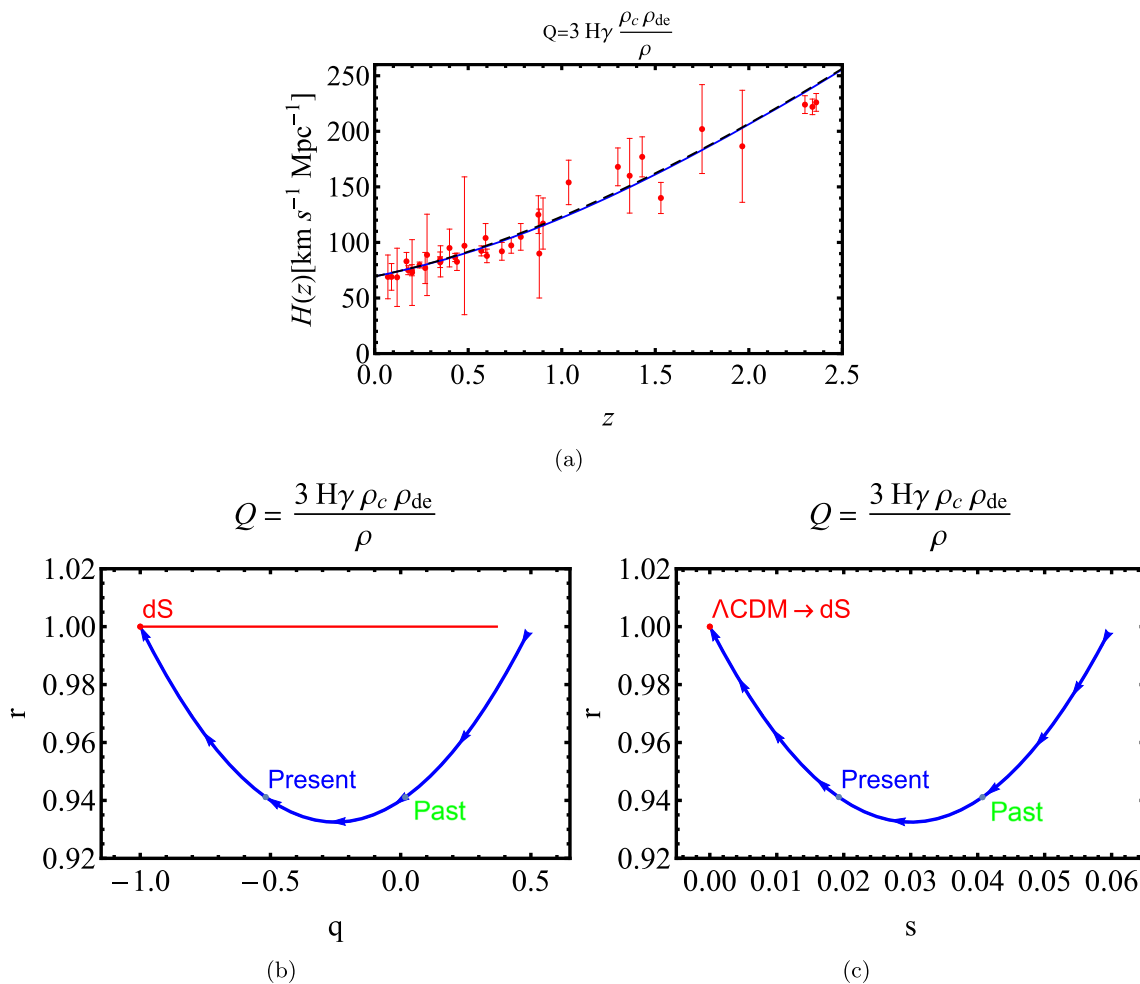 (a)
Q=3 Hγ ρc ρde / ρ
H(z)[km s⁻¹ Mpc⁻¹]
250
200
150
100
50
0
0.0 0.5 1.0 1.5 2.0 2.5
z
(a)
Q = 3 Hγ ρc ρde / ρ
r
1.02
1.00
0.98
0.96
0.94
0.92
dS
Present
Past
−1.0 −0.5 0.0 0.5
q
(b)
Q = 3 Hγ ρc ρde / ρ
r
1.02
1.00
0.98
0.96
0.94
0.92
ΛCDM → dS
Present
Past
0.00 0.01 0.02 0.03 0.04 0.05 0.06
s
(c)